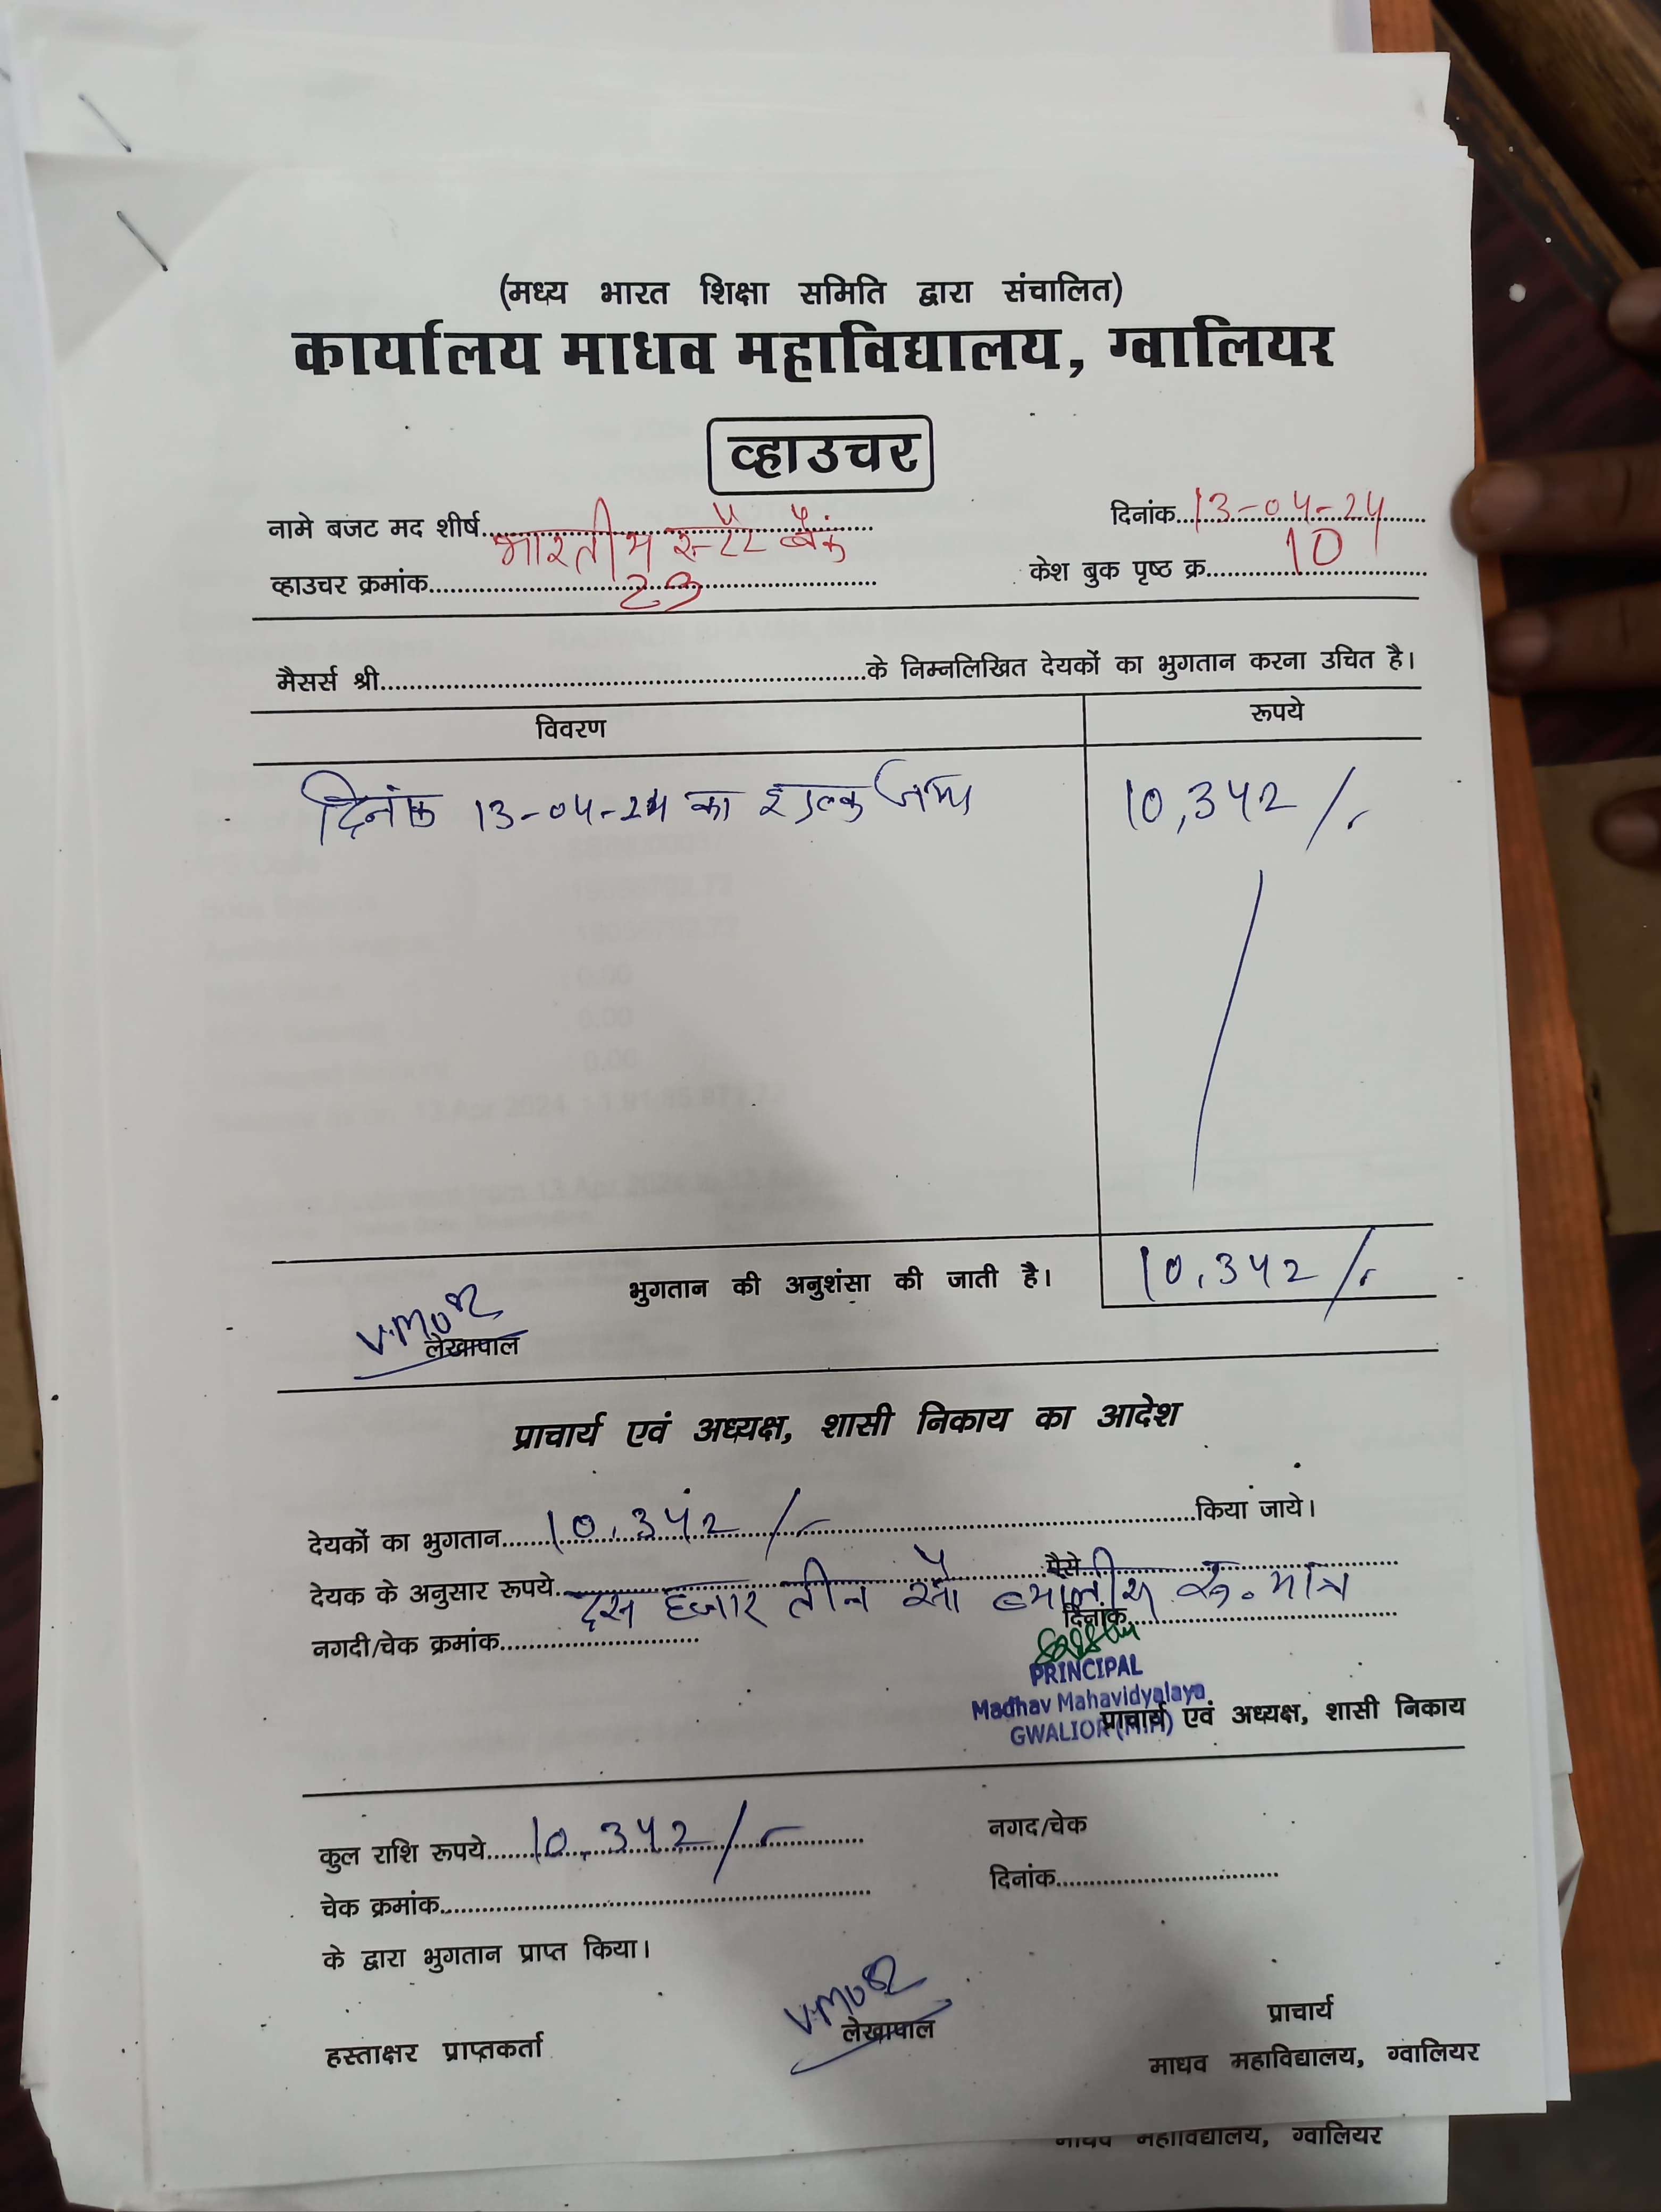 (मध्य भारत शिक्षा समिति द्वारा संचालित)
कार्यालय माधव महाविद्यालय, ग्वालियर
व्हाउचर
नामे बजट मद शीर्ष भारतीय स्टेट बैंक दिनांक 13-04-24
व्हाउचर क्रमांक 23 केश बुक पृष्ठ क्र. 10
मैसर्स श्री के निम्नलिखित देयकों का भुगतान करना उचित है।
विवरण रूपये
दिनांक 13-04-24 का शुल्क जमा 10,342/-
भुगतान की अनुशंसा की जाती है। 10,342/-
लेखापाल
प्राचार्य एवं अध्यक्ष, शासी निकाय का आदेश
देयकों का भुगतान 10,342/- किया जाये।
देयक के अनुसार रूपये दस हजार तीन सौ ब्यालीस रु. मात्र पैसे
नगदी/चेक क्रमांक दिनांक
PRINCIPAL
Madhav Mahavidyalaya
GWALIOR (M.P.)
प्राचार्य एवं अध्यक्ष, शासी निकाय
कुल राशि रूपये 10,342/- नगद/चेक
चेक क्रमांक दिनांक
के द्वारा भुगतान प्राप्त किया।
हस्ताक्षर प्राप्तकर्ता लेखापाल प्राचार्य
माधव महाविद्यालय, ग्वालियर
माधव महाविद्यालय, ग्वालियर